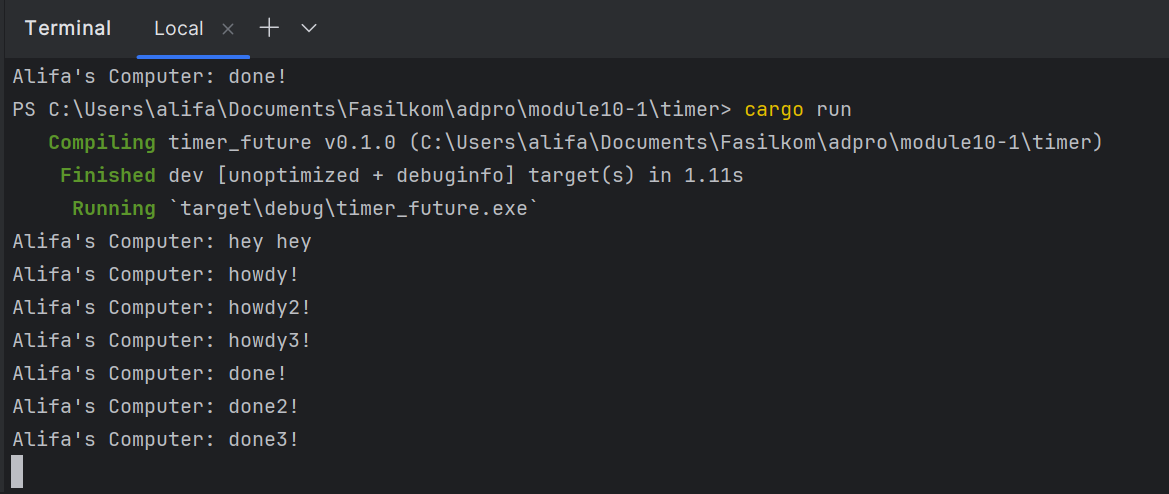 Terminal Local × + ⌄
Alifa's Computer: done!
PS C:\Users\alifa\Documents\Fasilkom\adpro\module10-1\timer> cargo run
   Compiling timer_future v0.1.0 (C:\Users\alifa\Documents\Fasilkom\adpro\module10-1\timer)
    Finished dev [unoptimized + debuginfo] target(s) in 1.11s
     Running `target\debug\timer_future.exe`
Alifa's Computer: hey hey
Alifa's Computer: howdy!
Alifa's Computer: howdy2!
Alifa's Computer: howdy3!
Alifa's Computer: done!
Alifa's Computer: done2!
Alifa's Computer: done3!